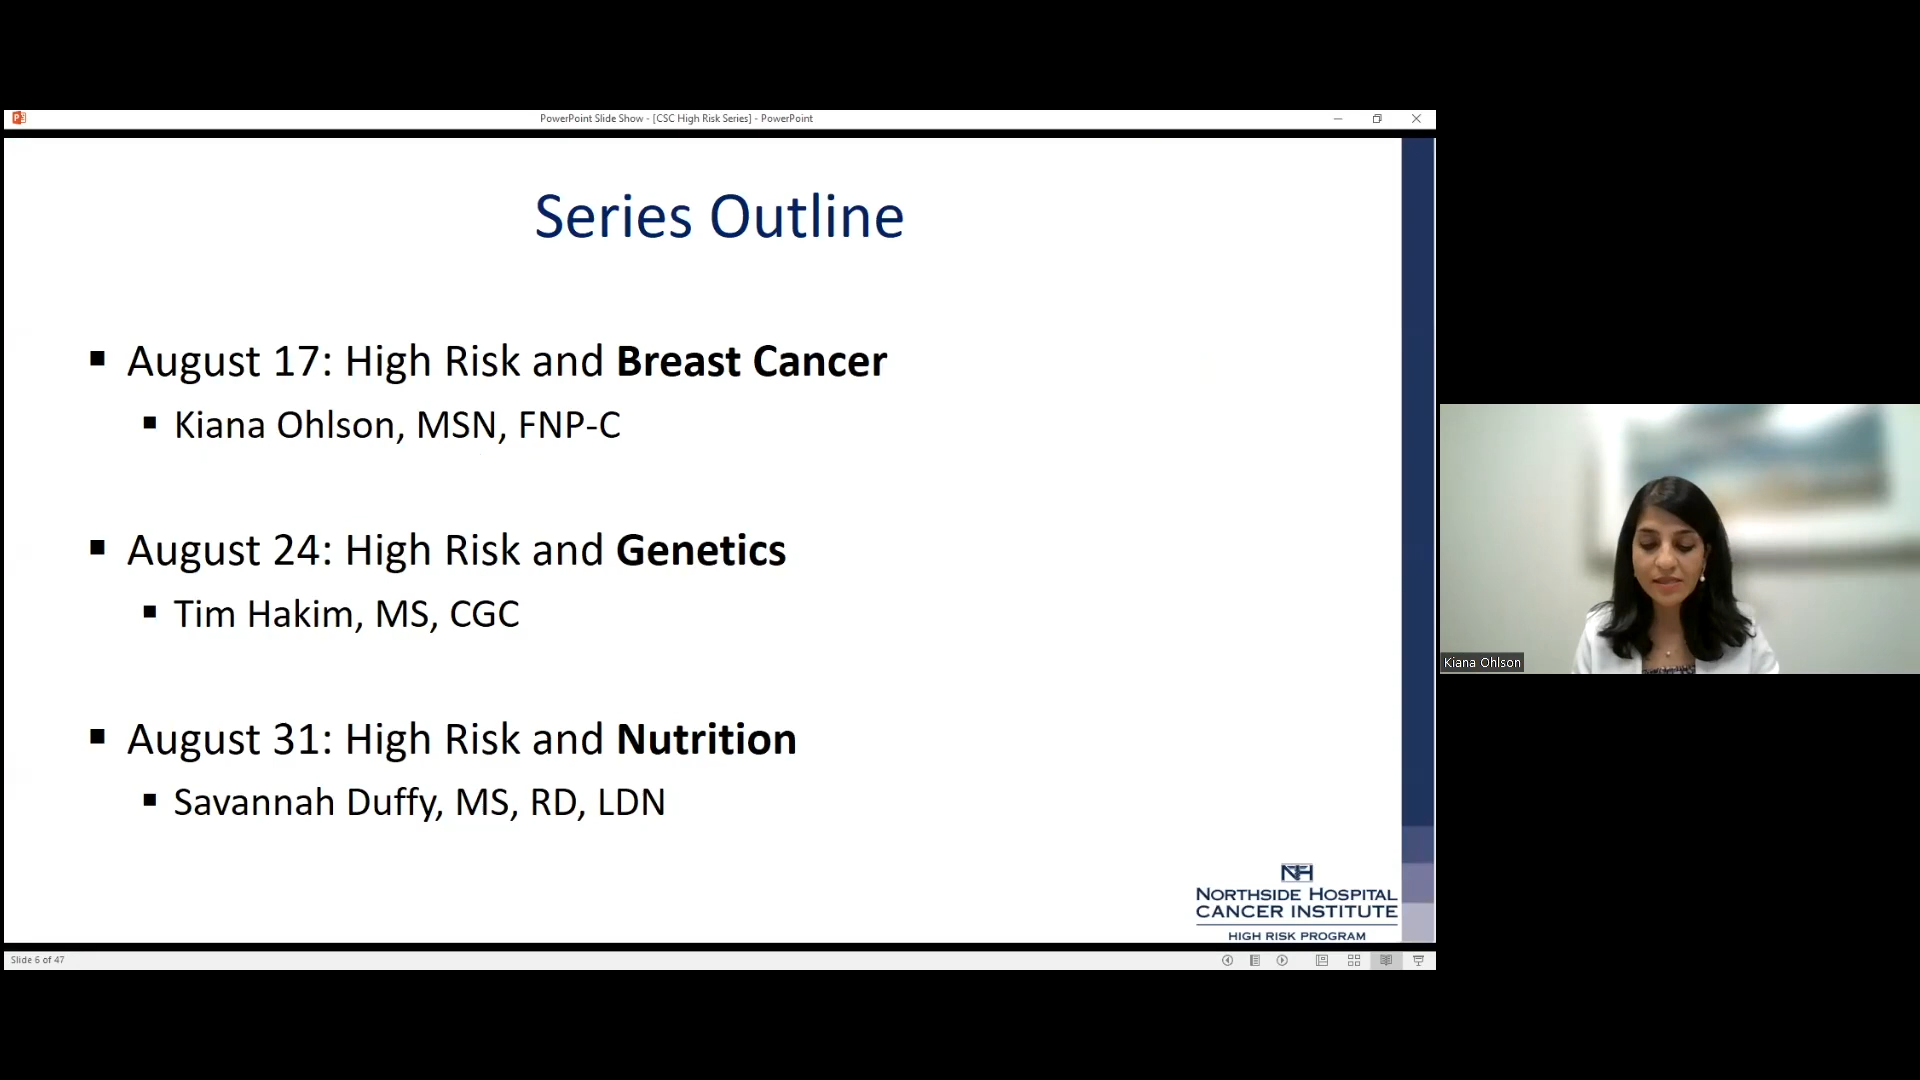 PowerPoint Slide Show - [CSC High Risk Series] - PowerPoint
Series Outline
August 17: High Risk and Breast Cancer
Kiana Ohlson, MSN, FNP-C
August 24: High Risk and Genetics
Tim Hakim, MS, CGC
August 31: High Risk and Nutrition
Savannah Duffy, MS, RD, LDN
NH
NORTHSIDE HOSPITAL
CANCER INSTITUTE
HIGH RISK PROGRAM
Slide 6 of 47
Kiana Ohlson